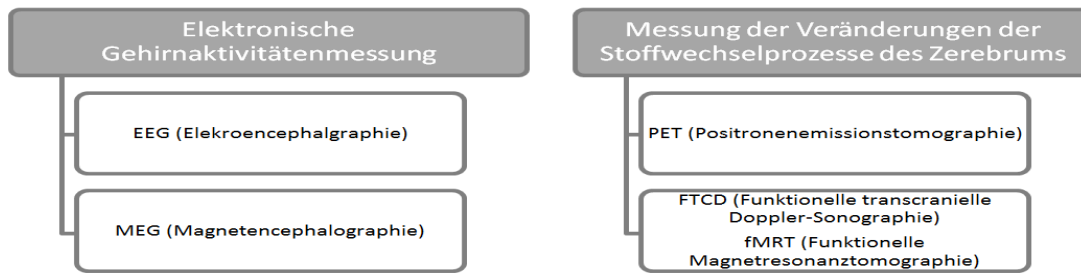 Elektronische
Gehirnaktivitätenmessung
EEG (Elekroencephalgraphie)
MEG (Magnetencephalographie)
Messung der Veränderungen der
Stoffwechselprozesse des Zerebrums
PET (Positronenemissionstomographie)
FTCD (Funktionelle transcranielle
Doppler-Sonographie)
fMRT (Funktionelle
Magnetresonanztomographie)